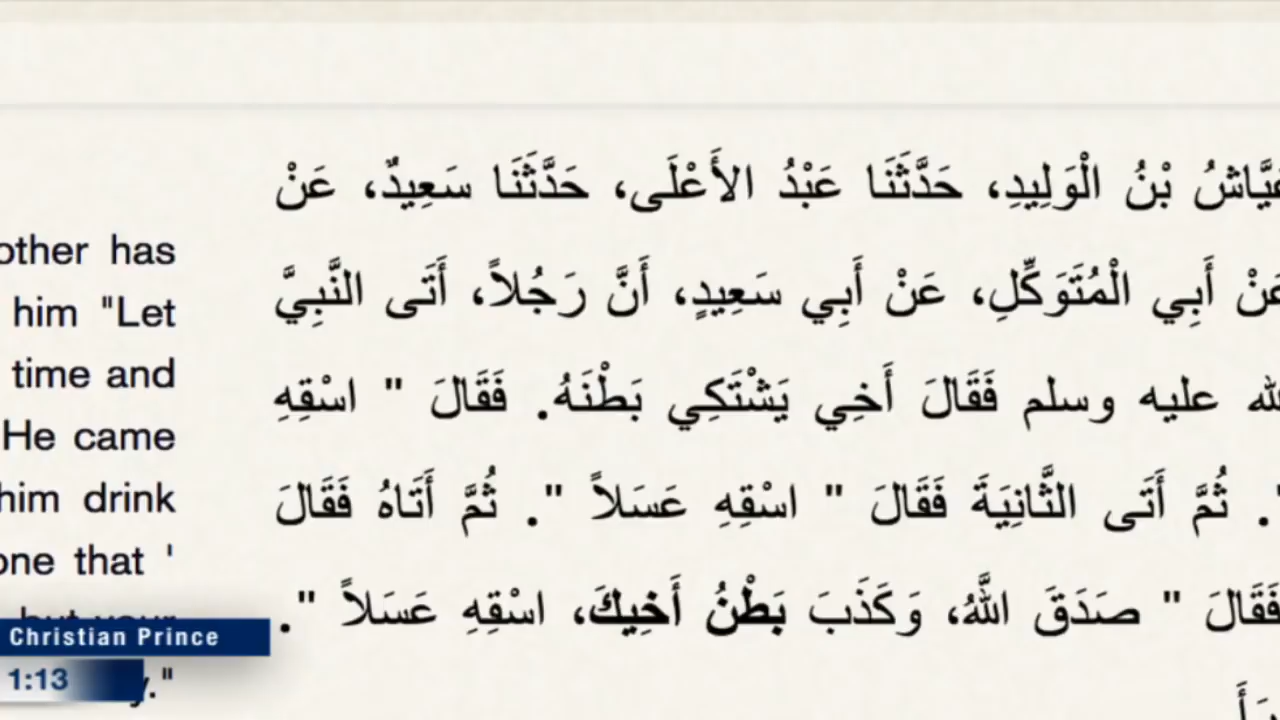 عَيَّاشُ بْنُ الْوَلِيدِ، حَدَّثَنَا عَبْدُ الأَعْلَى، حَدَّثَنَا سَعِيدٌ، عَنْ
عَنْ أَبِي الْمُتَوَكِّلِ، عَنْ أَبِي سَعِيدٍ، أَنَّ رَجُلاً، أَتَى النَّبِيَّ
الله عليه وسلم فَقَالَ أَخِي يَشْتَكِي بَطْنَهُ. فَقَالَ " اسْقِهِ
". ثُمَّ أَتَى الثَّانِيَةَ فَقَالَ " اسْقِهِ عَسَلاً ". ثُمَّ أَتَاهُ فَقَالَ
فَقَالَ " صَدَقَ اللَّهُ، وَكَذَبَ بَطْنُ أَخِيكَ، اسْقِهِ عَسَلاً ".
other has
him "Let
time and
He came
him drink
one that '
but your
y."
Christian Prince
1:13